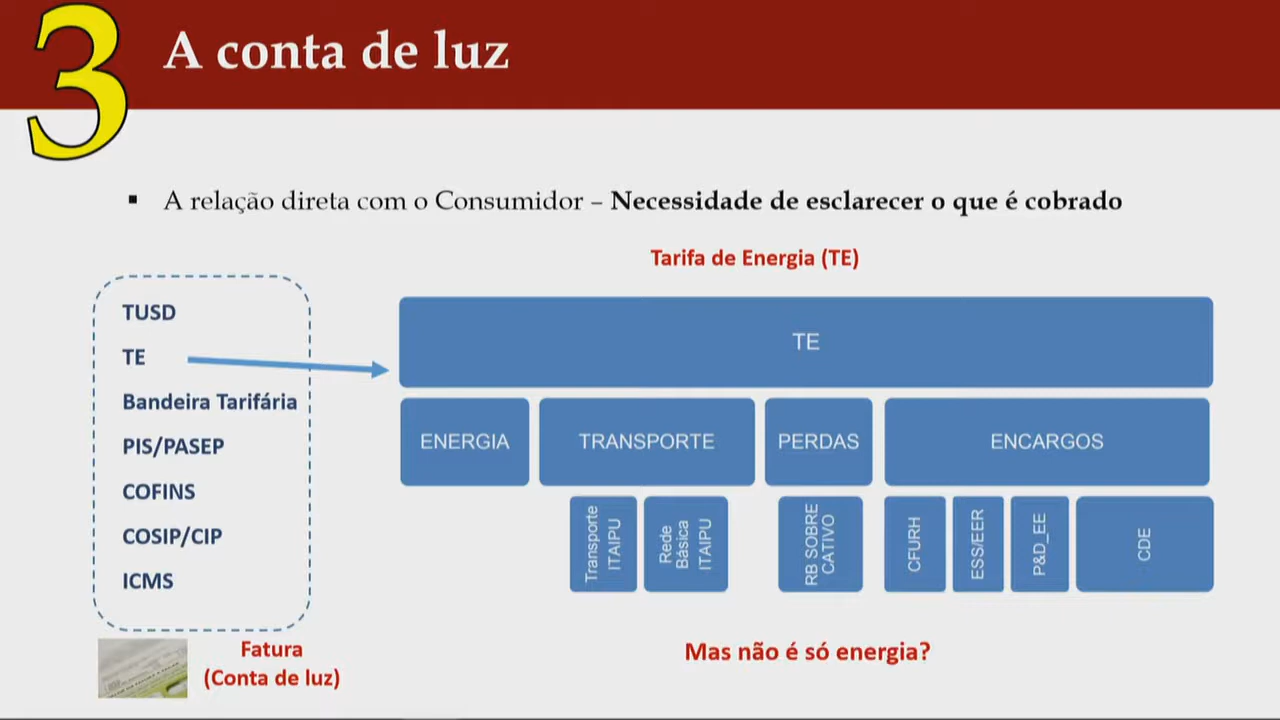 3
A conta de luz
▪ A relação direta com o Consumidor – Necessidade de esclarecer o que é cobrado
Tarifa de Energia (TE)
TUSD
TE
Bandeira Tarifária
PIS/PASEP
COFINS
COSIP/CIP
ICMS
TE
ENERGIA
TRANSPORTE
PERDAS
ENCARGOS
Transporte
ITAIPU
Rede
Básica
ITAIPU
RB SOBRE
CATIVO
CFURH
ESS/EER
P&D_EE
CDE
Fatura
(Conta de luz)
Mas não é só energia?